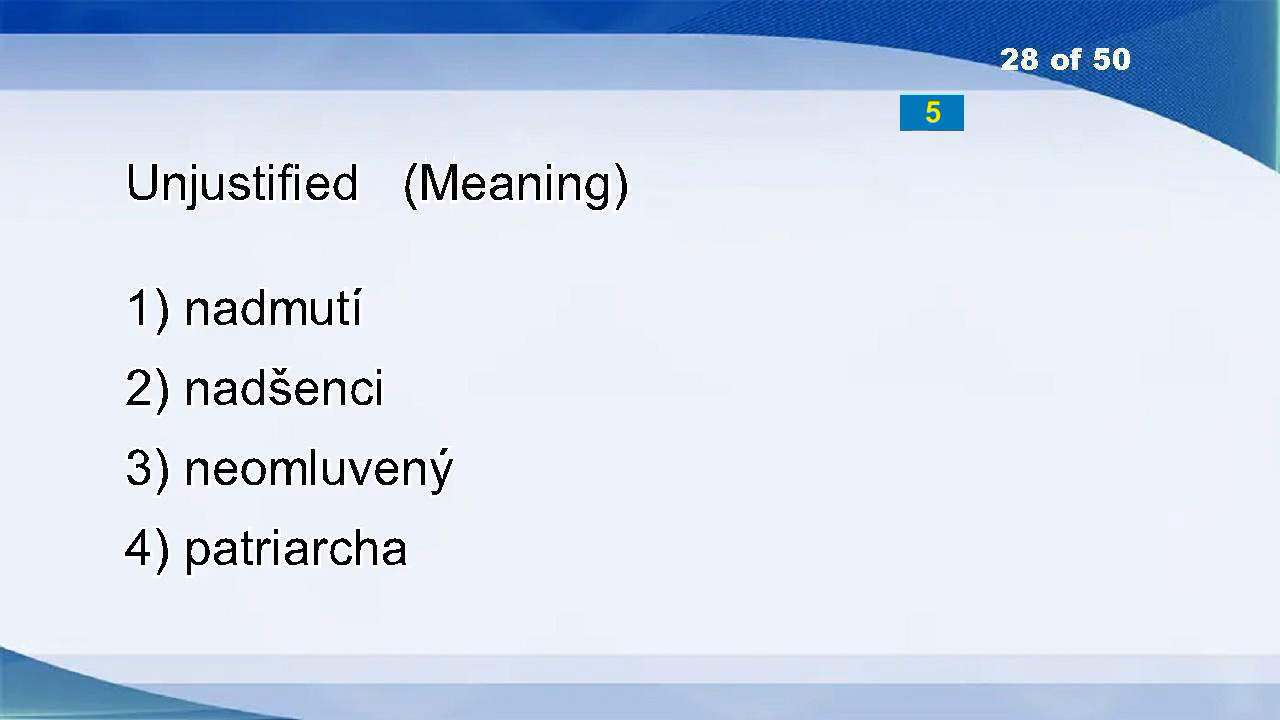 28 of 50
5
Unjustified (Meaning)
1) nadmutí
2) nadšenci
3) neomluvený
4) patriarcha